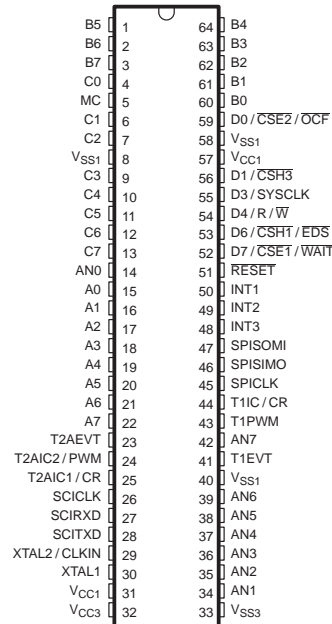 B5 1 64 B4
B6 2 63 B3
B7 3 62 B2
C0 4 61 B1
MC 5 60 B0
C1 6 59 D0/CSE2/OCF
C2 7 58 VSS1
VSS1 8 57 VCC1
C3 9 56 D1/CSH3
C4 10 55 D3/SYSCLK
C5 11 54 D4/R/W
C6 12 53 D6/CSH1/EDS
C7 13 52 D7/CSE1/WAIT
AN0 14 51 RESET
A0 15 50 INT1
A1 16 49 INT2
A2 17 48 INT3
A3 18 47 SPISOMI
A4 19 46 SPISIMO
A5 20 45 SPICLK
A6 21 44 T1IC/CR
A7 22 43 T1PWM
T2AEVT 23 42 AN7
T2AIC2/PWM 24 41 T1EVT
T2AIC1/CR 25 40 VSS1
SCICLK 26 39 AN6
SCIRXD 27 38 AN5
SCITXD 28 37 AN4
XTAL2/CLKIN 29 36 AN3
XTAL1 30 35 AN2
VCC1 31 34 AN1
VCC3 32 33 VSS3